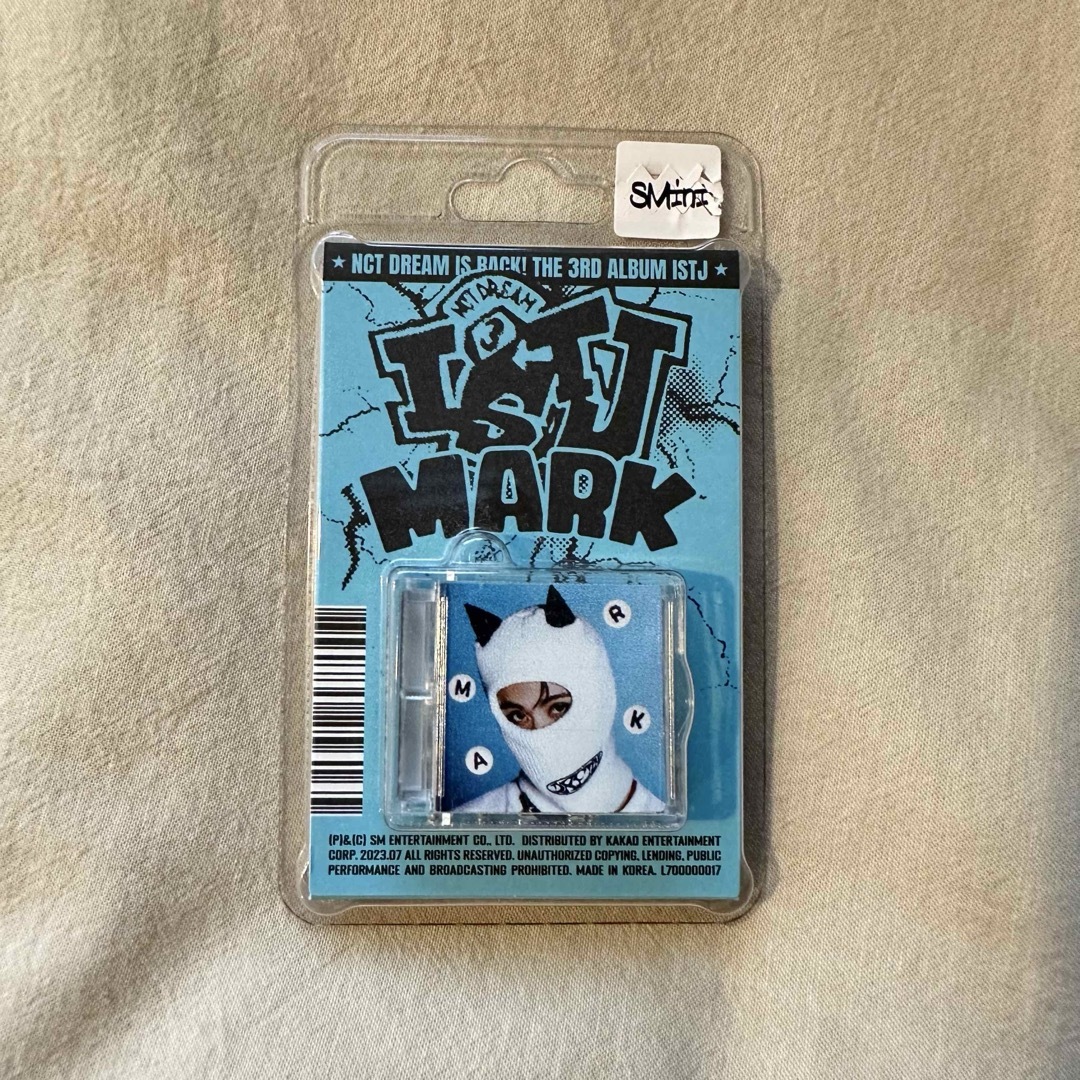 SMini
★ NCT DREAM IS BACK! THE 3RD ALBUM ISTJ ★
NCT DREAM
3
ISTJ
MARK
R
M
K
A
(P)&(C) SM ENTERTAINMENT CO., LTD. DISTRIBUTED BY KAKAO ENTERTAINMENT
CORP. 2023.07 ALL RIGHTS RESERVED. UNAUTHORIZED COPYING, LENDING, PUBLIC
PERFORMANCE AND BROADCASTING PROHIBITED. MADE IN KOREA. L700000017